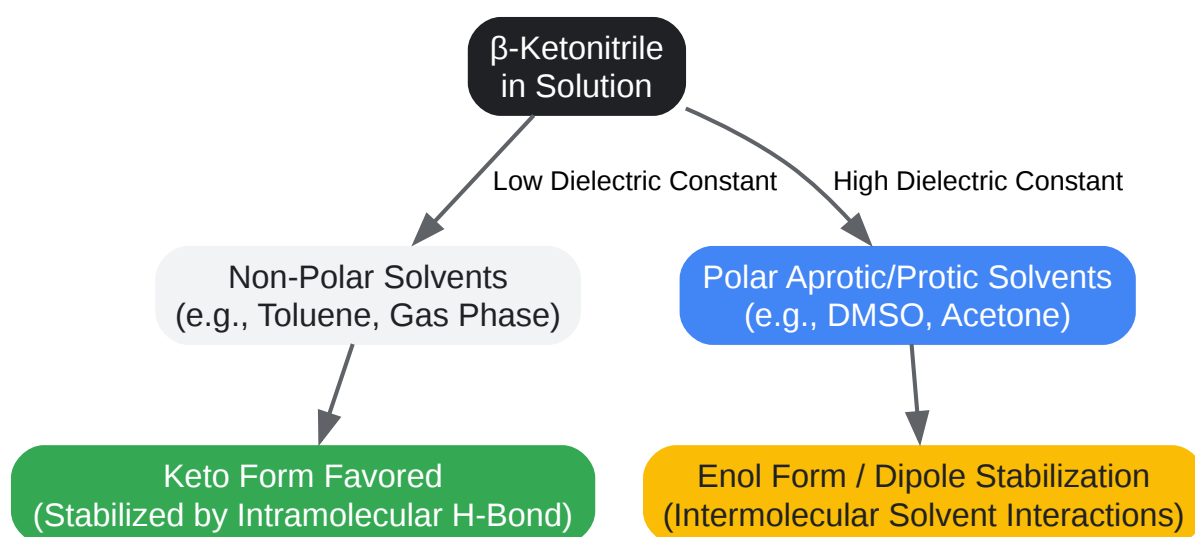 β-Ketonitrile
in Solution
Low Dielectric Constant
High Dielectric Constant
Non-Polar Solvents
(e.g., Toluene, Gas Phase)
Polar Aprotic/Protic Solvents
(e.g., DMSO, Acetone)
Keto Form Favored
(Stabilized by Intramolecular H-Bond)
Enol Form / Dipole Stabilization
(Intermolecular Solvent Interactions)